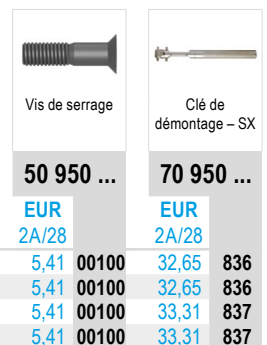 Vis de serrage
Clé de
démontage – SX
50 950 ... 70 950 ...
EUR EUR
2A/28 2A/28
5,41 00100 32,65 836
5,41 00100 32,65 836
5,41 00100 33,31 837
5,41 00100 33,31 837